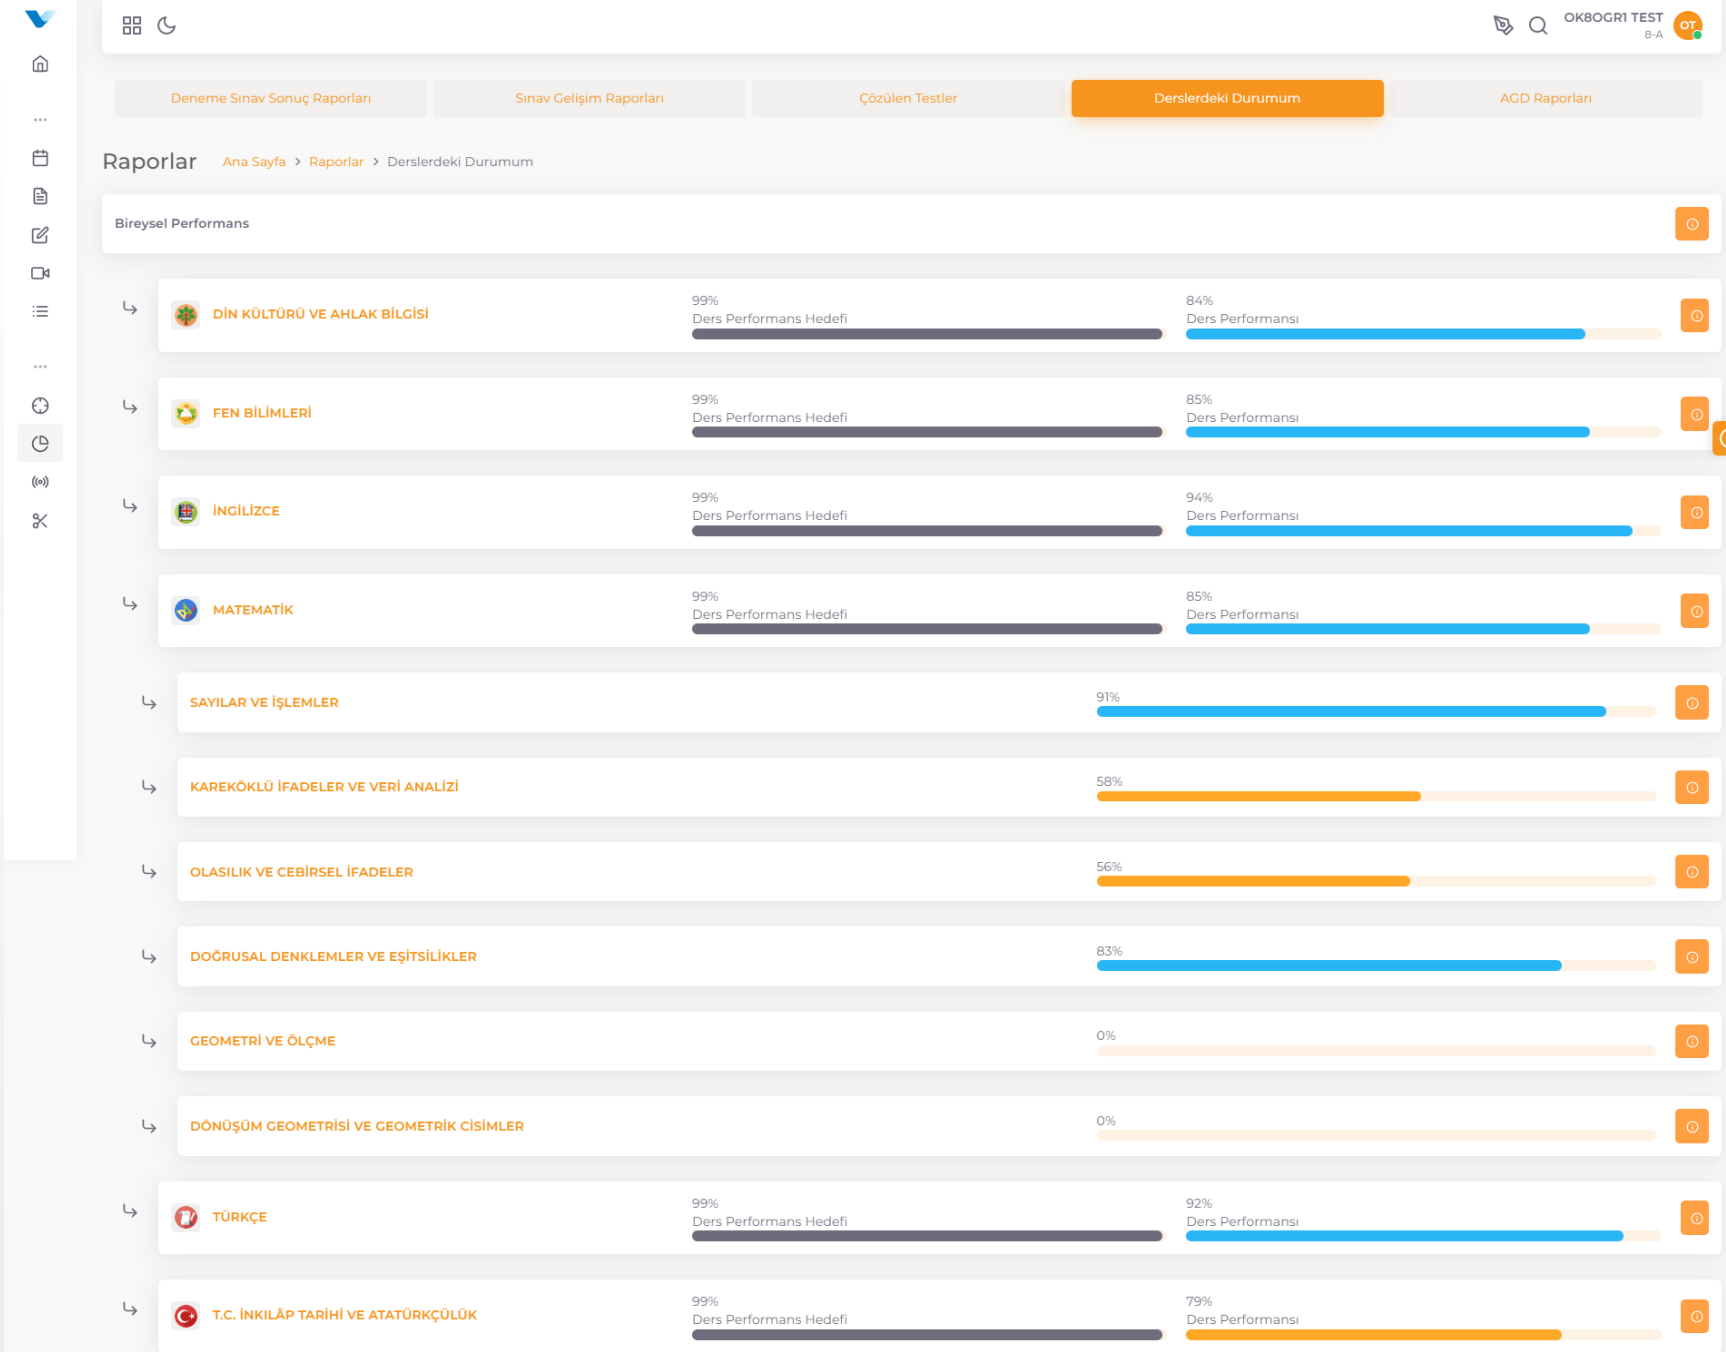 OK8OGR1 TEST
8-A
OT
Deneme Sınav Sonuç Raporları
Sınav Gelişim Raporları
Çözülen Testler
Derslerdeki Durumum
AGD Raporları
Raporlar
Ana Sayfa > Raporlar > Derslerdeki Durumum
Bireysel Performans
DİN KÜLTÜRÜ VE AHLAK BİLGİSİ
99%
Ders Performans Hedefi
84%
Ders Performansı
FEN BİLİMLERİ
99%
Ders Performans Hedefi
85%
Ders Performansı
İNGİLİZCE
99%
Ders Performans Hedefi
94%
Ders Performansı
MATEMATİK
99%
Ders Performans Hedefi
85%
Ders Performansı
SAYILAR VE İŞLEMLER
91%
KAREKÖKLÜ İFADELER VE VERİ ANALİZİ
58%
OLASILIK VE CEBİRSEL İFADELER
56%
DOĞRUSAL DENKLEMLER VE EŞİTSİLİKLER
83%
GEOMETRİ VE ÖLÇME
0%
DÖNÜŞÜM GEOMETRİSİ VE GEOMETRİK CİSİMLER
0%
TÜRKÇE
99%
Ders Performans Hedefi
92%
Ders Performansı
T.C. İNKILÂP TARİHİ VE ATATÜRKÇÜLÜK
99%
Ders Performans Hedefi
79%
Ders Performansı